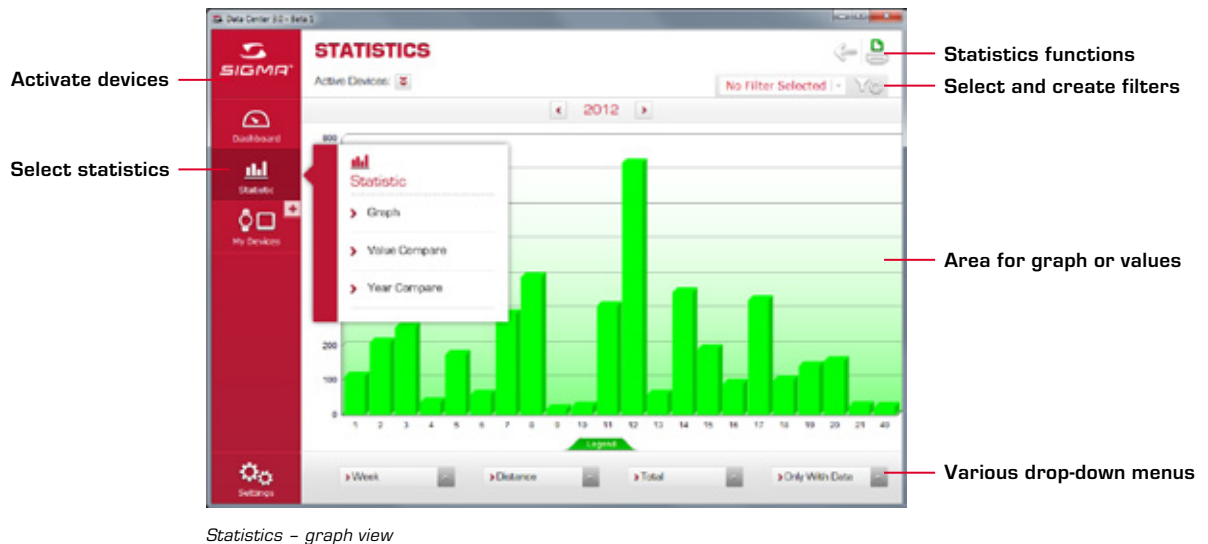 Data Center 3.0 - Beta 1
SIGMA
STATISTICS
Active Devices:
No Filter Selected
2012
Activate devices
Statistics functions
Select and create filters
Dashboard
800
Select statistics
Statistic
Statistic
Graph
My Devices
Value Compare
Area for graph or values
Year Compare
200
100
0
1 2 3 4 5 6 7 8 9 10 11 12 13 14 15 16 17 18 19 20 21 40
Legend
Week
Distance
Total
Only With Data
Various drop-down menus
Settings
Statistics – graph view